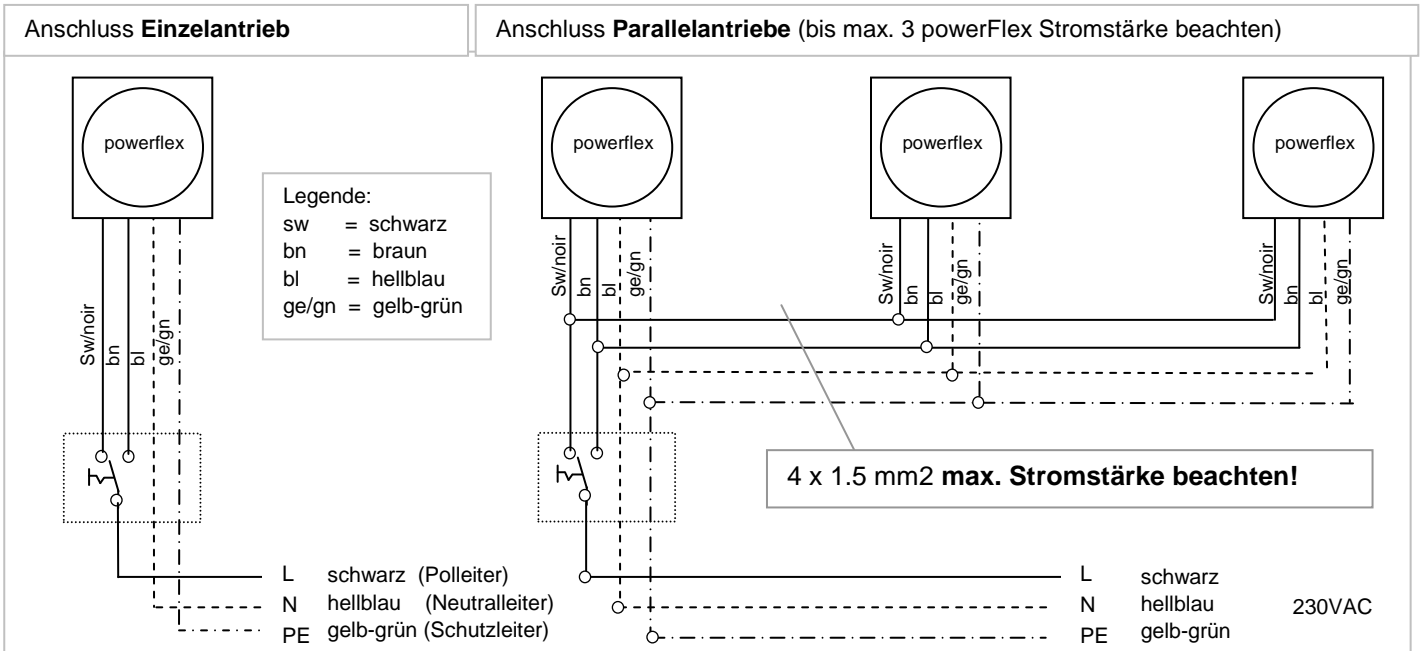 Anschluss Einzelantrieb
Anschluss Parallelantriebe (bis max. 3 powerFlex Stromstärke beachten)
powerflex
powerflex
powerflex
powerflex
Legende:
sw = schwarz
bn = braun
bl = hellblau
ge/gn = gelb-grün
Sw/noir
bn
bl
ge/gn
Sw/noir
bn
bl
ge/gn
Sw/noir
bn
bl
ge/gn
Sw/noir
bn
bl
ge/gn
4 x 1.5 mm2 max. Stromstärke beachten!
L schwarz (Polleiter)
N hellblau (Neutralleiter)
PE gelb-grün (Schutzleiter)
L schwarz
N hellblau 230VAC
PE gelb-grün